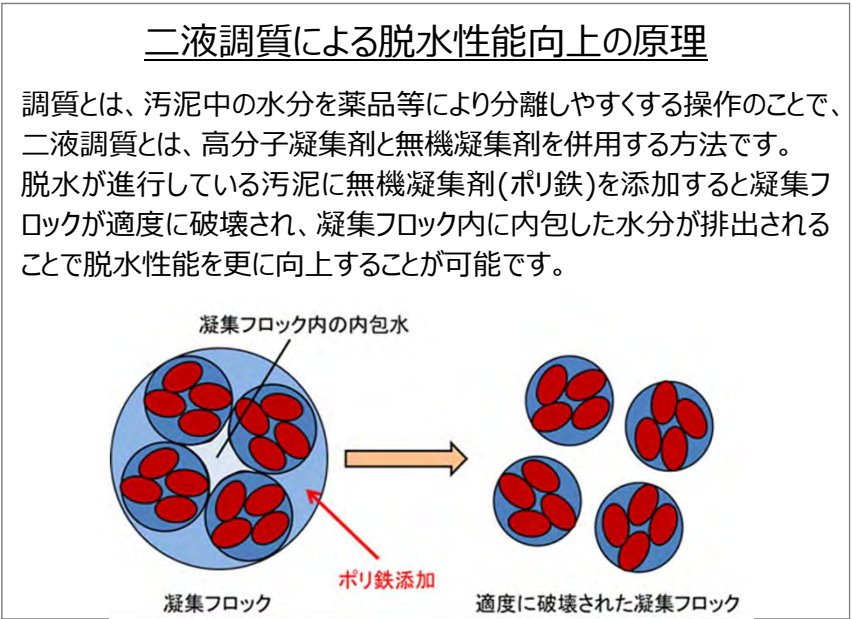 二液調質による脱水性能向上の原理
調質とは、汚泥中の水分を薬品等により分離しやすくする操作のことで、
二液調質とは、高分子凝集剤と無機凝集剤を併用する方法です。
脱水が進行している汚泥に無機凝集剤(ポリ鉄)を添加すると凝集フ
ロックが適度に破壊され、凝集フロック内に内包した水分が排出される
ことで脱水性能を更に向上することが可能です。
凝集フロック内の内包水
ポリ鉄添加
凝集フロック
適度に破壊された凝集フロック